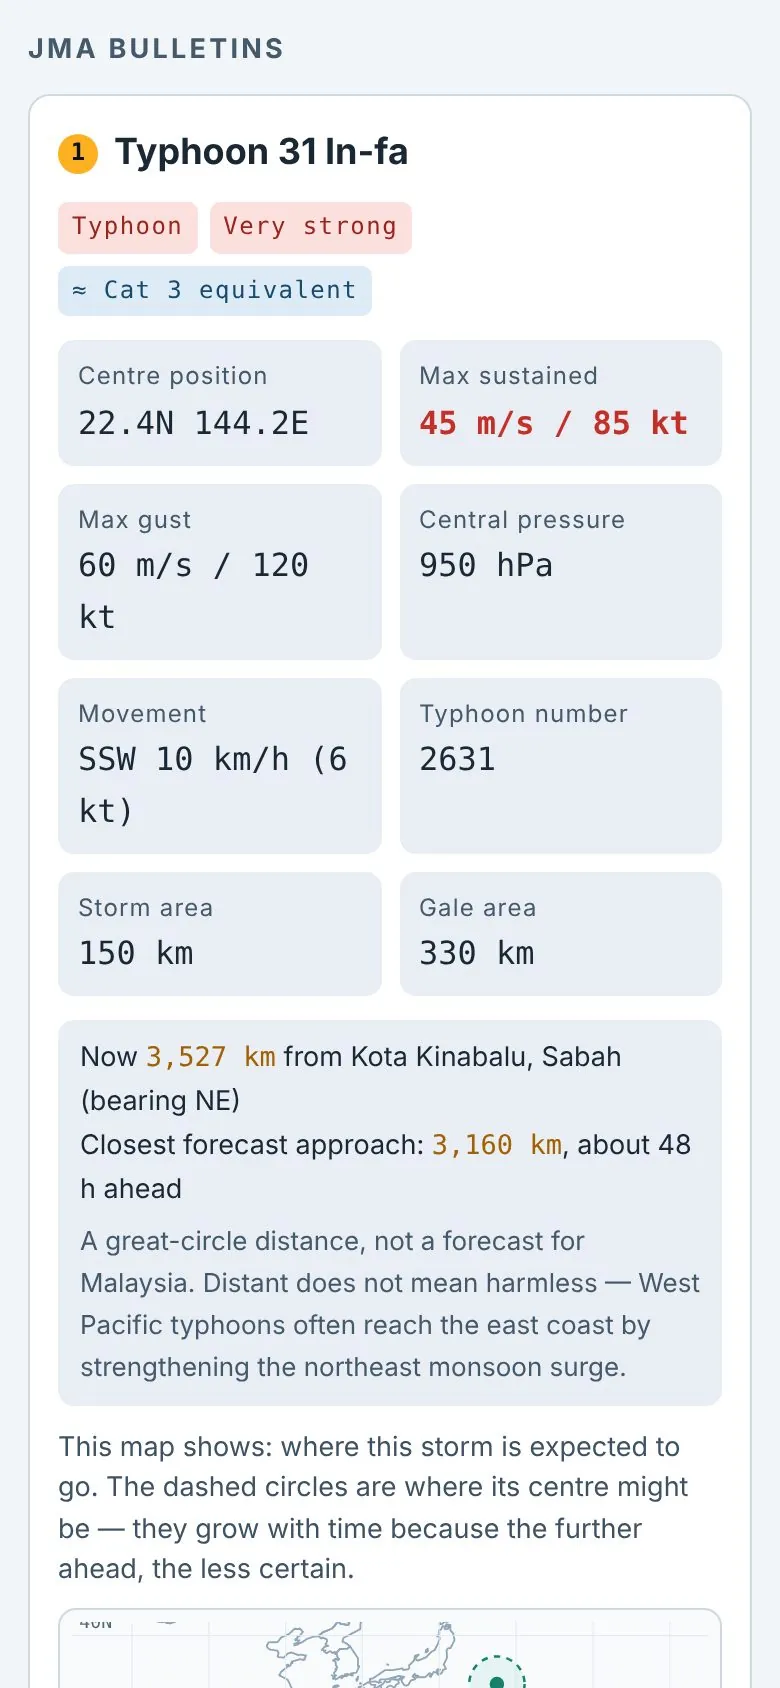 JMA BULLETINS
1 Typhoon 31 In-fa
Typhoon Very strong
≈ Cat 3 equivalent
Centre position
22.4N 144.2E
Max sustained
45 m/s / 85 kt
Max gust
60 m/s / 120
kt
Central pressure
950 hPa
Movement
SSW 10 km/h (6
kt)
Typhoon number
2631
Storm area
150 km
Gale area
330 km
Now 3,527 km from Kota Kinabalu, Sabah
(bearing NE)
Closest forecast approach: 3,160 km, about 48
h ahead
A great-circle distance, not a forecast for
Malaysia. Distant does not mean harmless — West
Pacific typhoons often reach the east coast by
strengthening the northeast monsoon surge.
This map shows: where this storm is expected to
go. The dashed circles are where its centre might
be — they grow with time because the further
ahead, the less certain.
40N